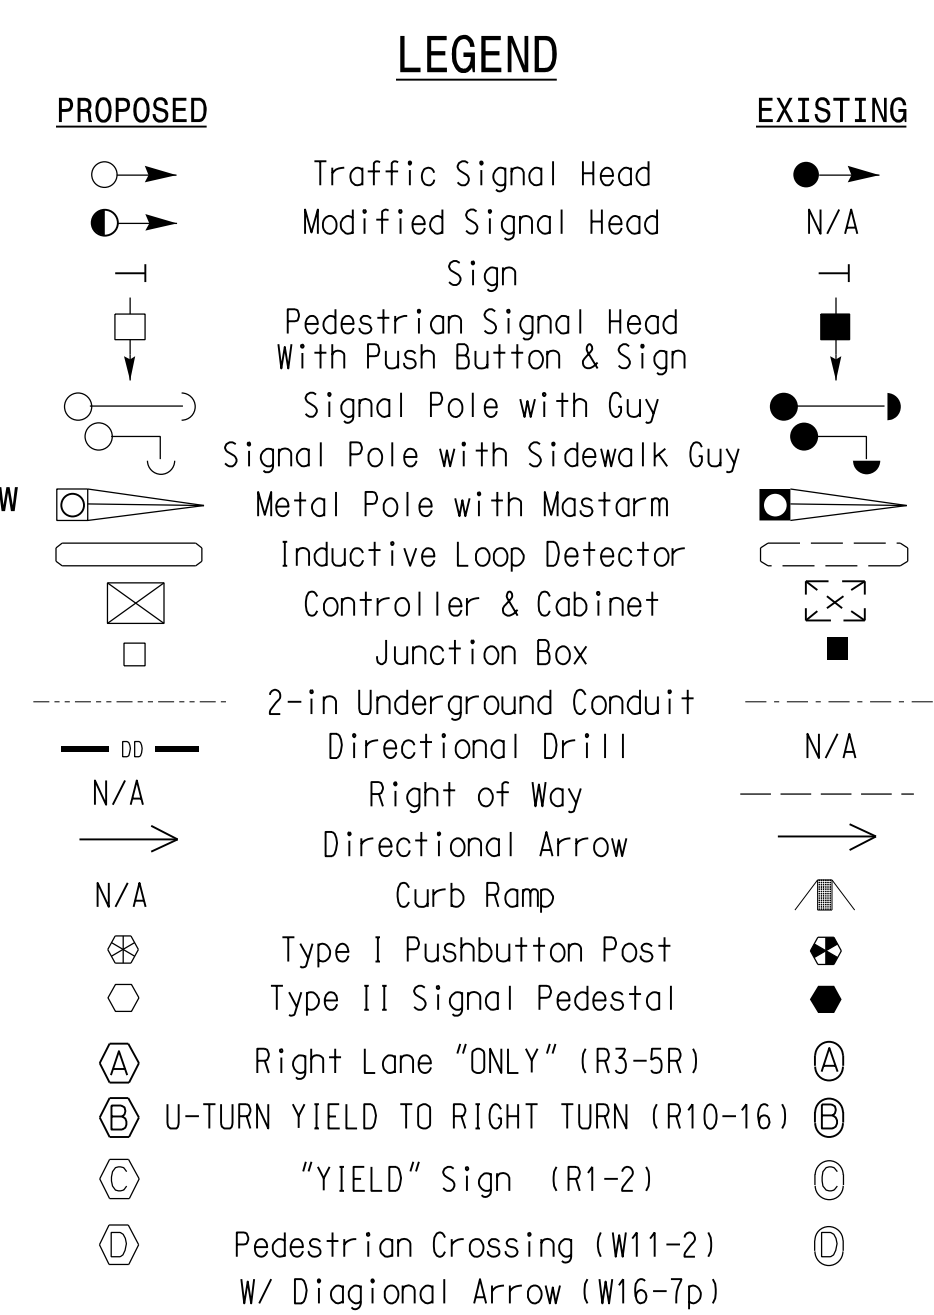 LEGEND
PROPOSED EXISTING
Traffic Signal Head
Modified Signal Head N/A
Sign
Pedestrian Signal Head
With Push Button & Sign
Signal Pole with Guy
Signal Pole with Sidewalk Guy
W Metal Pole with Mastarm
Inductive Loop Detector
Controller & Cabinet
Junction Box
2-in Underground Conduit
DD Directional Drill N/A
N/A Right of Way
Directional Arrow
N/A Curb Ramp
Type I Pushbutton Post
Type II Signal Pedestal
A Right Lane "ONLY" (R3-5R) A
B U-TURN YIELD TO RIGHT TURN (R10-16) B
C "YIELD" Sign (R1-2) C
D Pedestrian Crossing (W11-2) D
W/ Diagional Arrow (W16-7p)